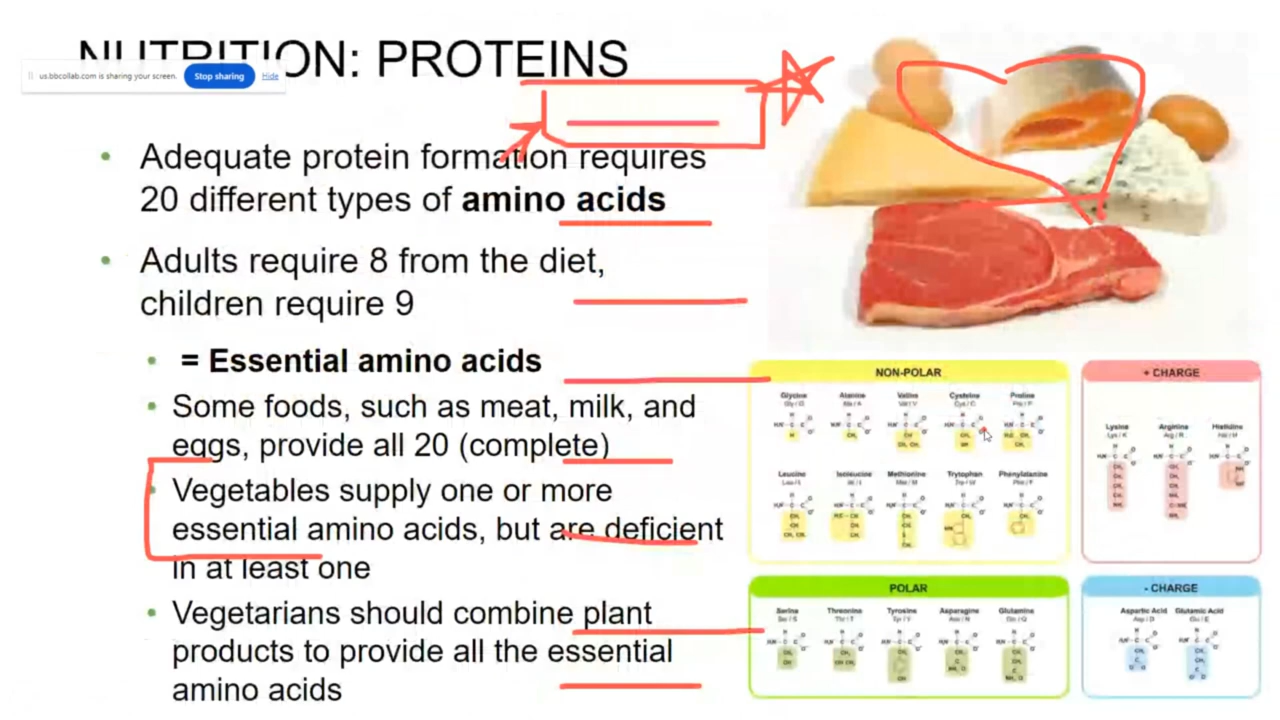 NUTRITION: PROTEINS
us.bbcollab.com is sharing your screen. Stop sharing Hide
• Adequate protein formation requires
20 different types of amino acids
• Adults require 8 from the diet,
children require 9
• = Essential amino acids
• Some foods, such as meat, milk, and
eggs, provide all 20 (complete)
• Vegetables supply one or more
essential amino acids, but are deficient
in at least one
• Vegetarians should combine plant
products to provide all the essential
amino acids
NON-POLAR
Glycine Alanine Valine Cysteine Proline
Leucine Isoleucine Methionine Trytophan Phenylalanine
+ CHARGE
Lysine Arginine Histidine
Lys / K Arg / R
POLAR
Serine Threonine Tyrosine Asparagine Glutamine
- CHARGE
Aspartic Acid Glutamic Acid
Asp / D Glu / E